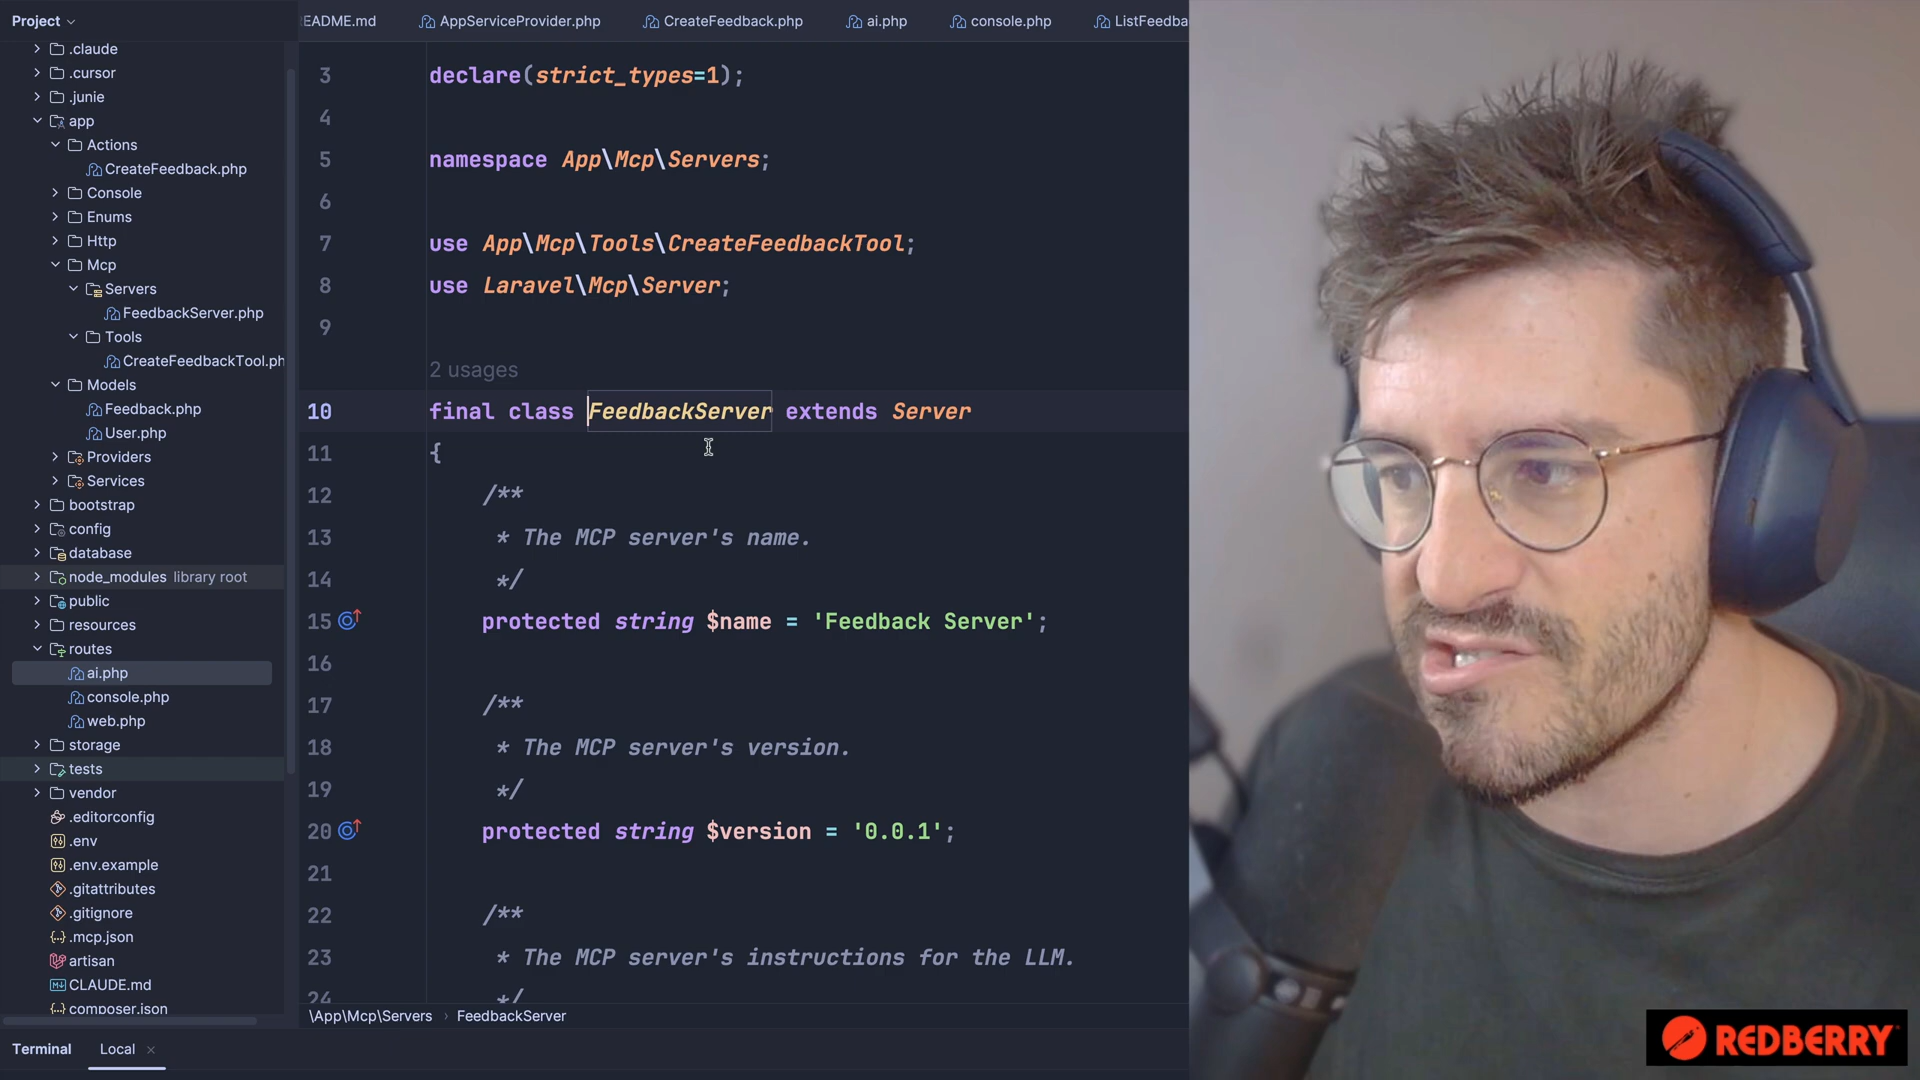 Project
EADME.md
AppServiceProvider.php
CreateFeedback.php
ai.php
console.php
ListFeedba
.claude
.cursor
.junie
app
Actions
CreateFeedback.php
Console
Enums
Http
Mcp
Servers
FeedbackServer.php
Tools
CreateFeedbackTool.ph
Models
Feedback.php
User.php
Providers
Services
bootstrap
config
database
node_modules library root
public
resources
routes
ai.php
console.php
web.php
storage
tests
vendor
.editorconfig
.env
.env.example
.gitattributes
.gitignore
.mcp.json
artisan
CLAUDE.md
composer.json
3 declare(strict_types=1);
4
5 namespace App\Mcp\Servers;
6
7 use App\Mcp\Tools\CreateFeedbackTool;
8 use Laravel\Mcp\Server;
9
2 usages
10 final class FeedbackServer extends Server
11 {
12 /**
13 * The MCP server's name.
14 */
15 protected string $name = 'Feedback Server';
16
17 /**
18 * The MCP server's version.
19 */
20 protected string $version = '0.0.1';
21
22 /**
23 * The MCP server's instructions for the LLM.
24 */
\App\Mcp\Servers › FeedbackServer
Terminal
Local
REDBERRY